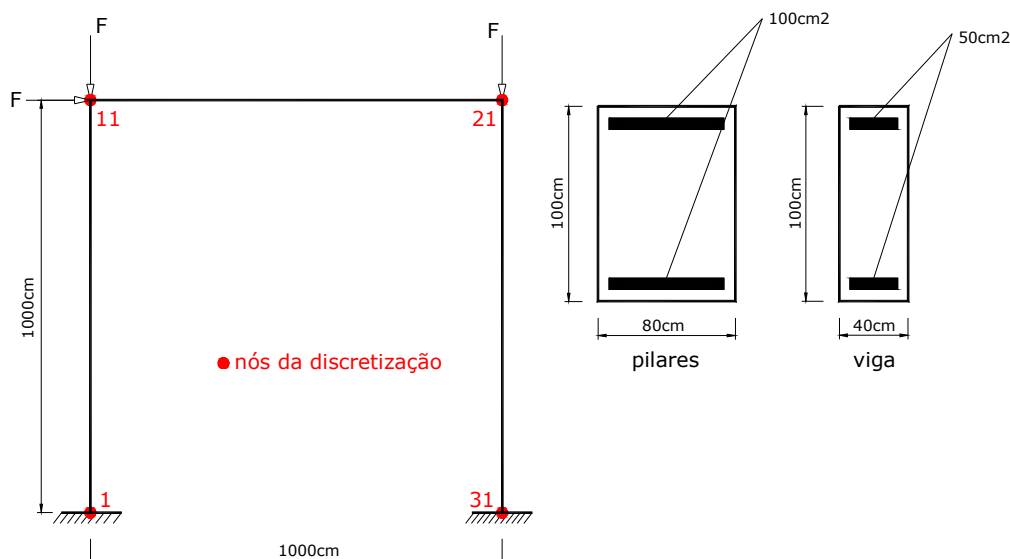 F
F
F
11
21
1000cm
nós da discretização
1
31
1000cm
100cm2
100cm
80cm
pilares
50cm2
100cm
40cm
viga